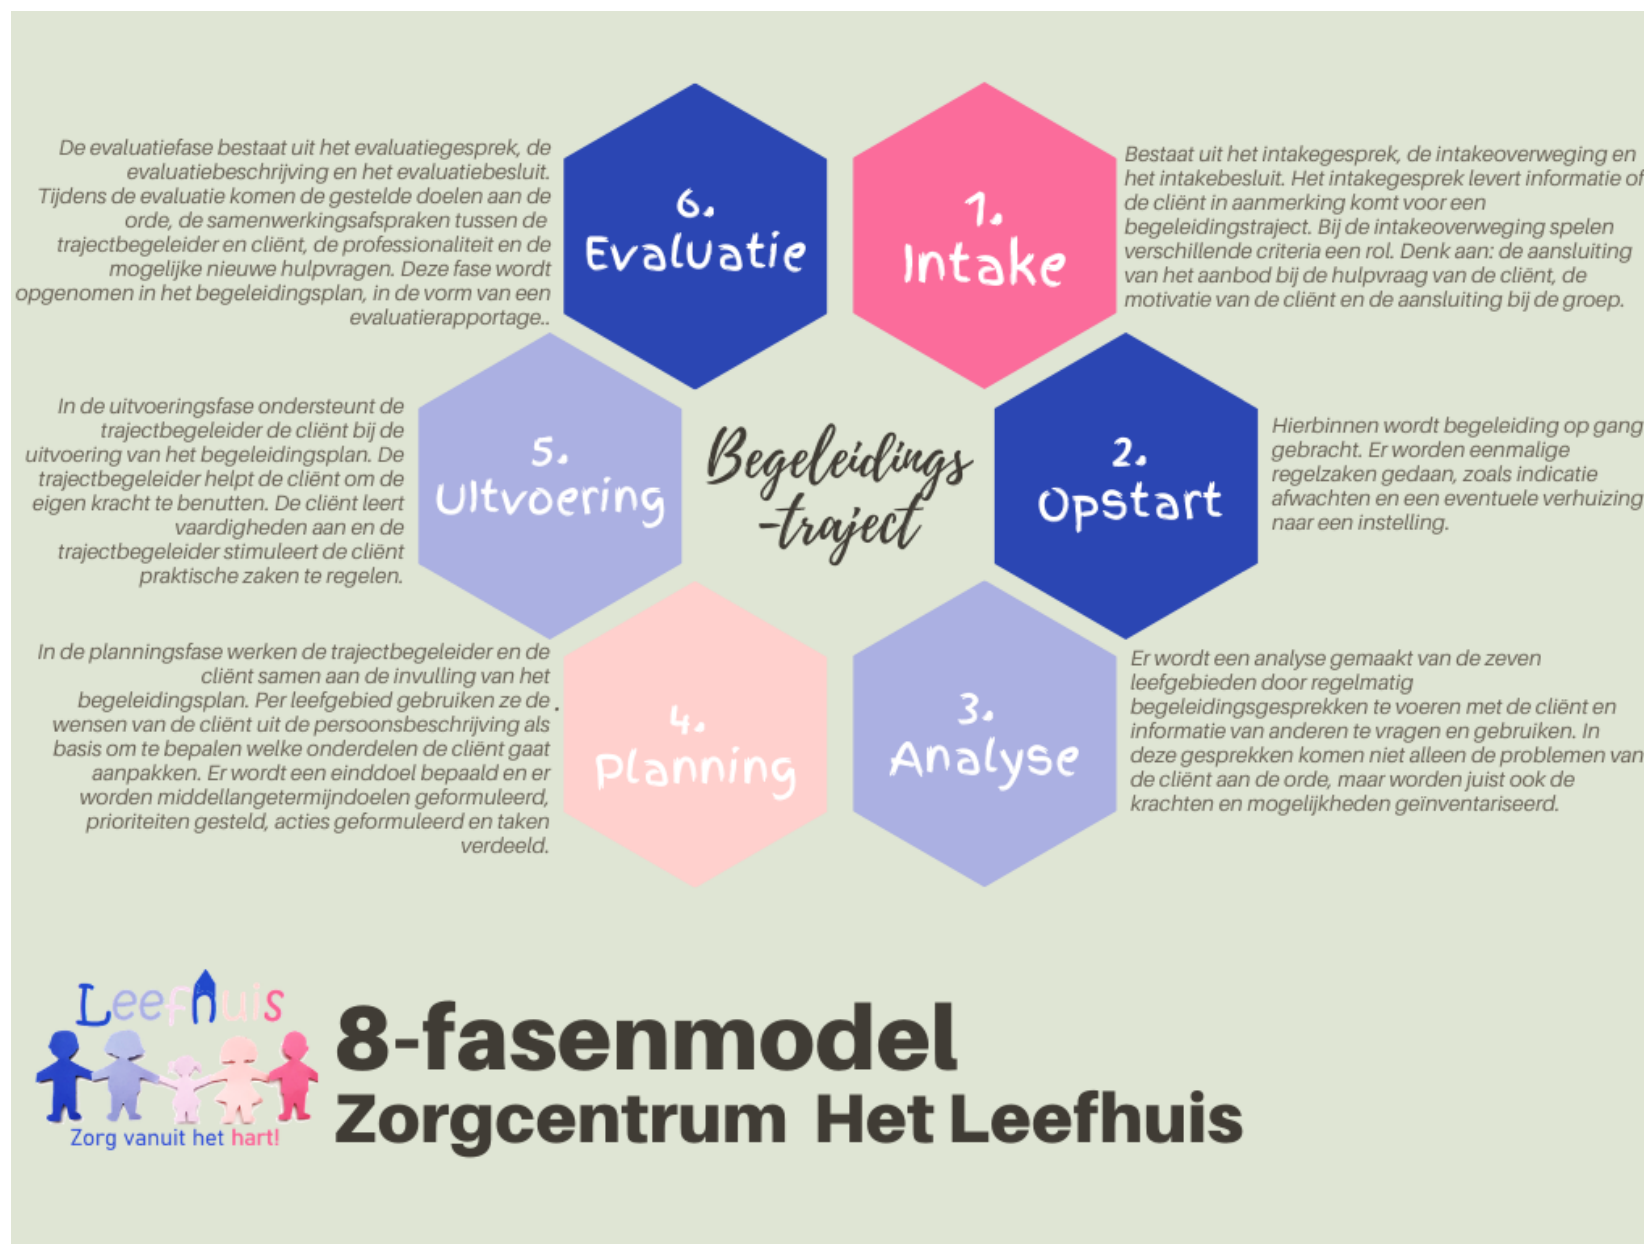 1.
Intake
Bestaat uit het intakegesprek, de intakeoverweging en
het intakebesluit. Het intakegesprek levert informatie of
de cliënt in aanmerking komt voor een
begeleidingstraject. Bij de intakeoverweging spelen
verschillende criteria een rol. Denk aan: de aansluiting
van het aanbod bij de hulpvraag van de cliënt, de
motivatie van de cliënt en de aansluiting bij de groep.
2.
Opstart
Hierbinnen wordt begeleiding op gang
gebracht. Er worden eenmalige
regelzaken gedaan, zoals indicatie
afwachten en een eventuele verhuizing
naar een instelling.
3.
Analyse
Er wordt een analyse gemaakt van de zeven
leefgebieden door regelmatig
begeleidingsgesprekken te voeren met de cliënt en
informatie van anderen te vragen en gebruiken. In
deze gesprekken komen niet alleen de problemen van
de cliënt aan de orde, maar worden juist ook de
krachten en mogelijkheden geïnventariseerd.
4.
Planning
In de planningsfase werken de trajectbegeleider en de
cliënt samen aan de invulling van het
begeleidingsplan. Per leefgebied gebruiken ze de .
wensen van de cliënt uit de persoonsbeschrijving als
basis om te bepalen welke onderdelen de cliënt gaat
aanpakken. Er wordt een einddoel bepaald en er
worden middellangetermijndoelen geformuleerd,
prioriteiten gesteld, acties geformuleerd en taken
verdeeld.
5.
UItvoering
In de uitvoeringsfase ondersteunt de
trajectbegeleider de cliënt bij de
uitvoering van het begeleidingsplan. De
trajectbegeleider helpt de cliënt om de
eigen kracht te benutten. De cliënt leert
vaardigheden aan en de
trajectbegeleider stimuleert de cliënt
praktische zaken te regelen.
6.
Evaluatie
De evaluatiefase bestaat uit het evaluatiegesprek, de
evaluatiebeschrijving en het evaluatiebesluit.
Tijdens de evaluatie komen de gestelde doelen aan de
orde, de samenwerkingsafspraken tussen de
trajectbegeleider en cliënt, de professionaliteit en de
mogelijke nieuwe hulpvragen. Deze fase wordt
opgenomen in het begeleidingsplan, in de vorm van een
evaluatierapportage..
Begeleidings
-traject
Leefhuis
Zorg vanuit het hart!
8-fasenmodel
Zorgcentrum Het Leefhuis